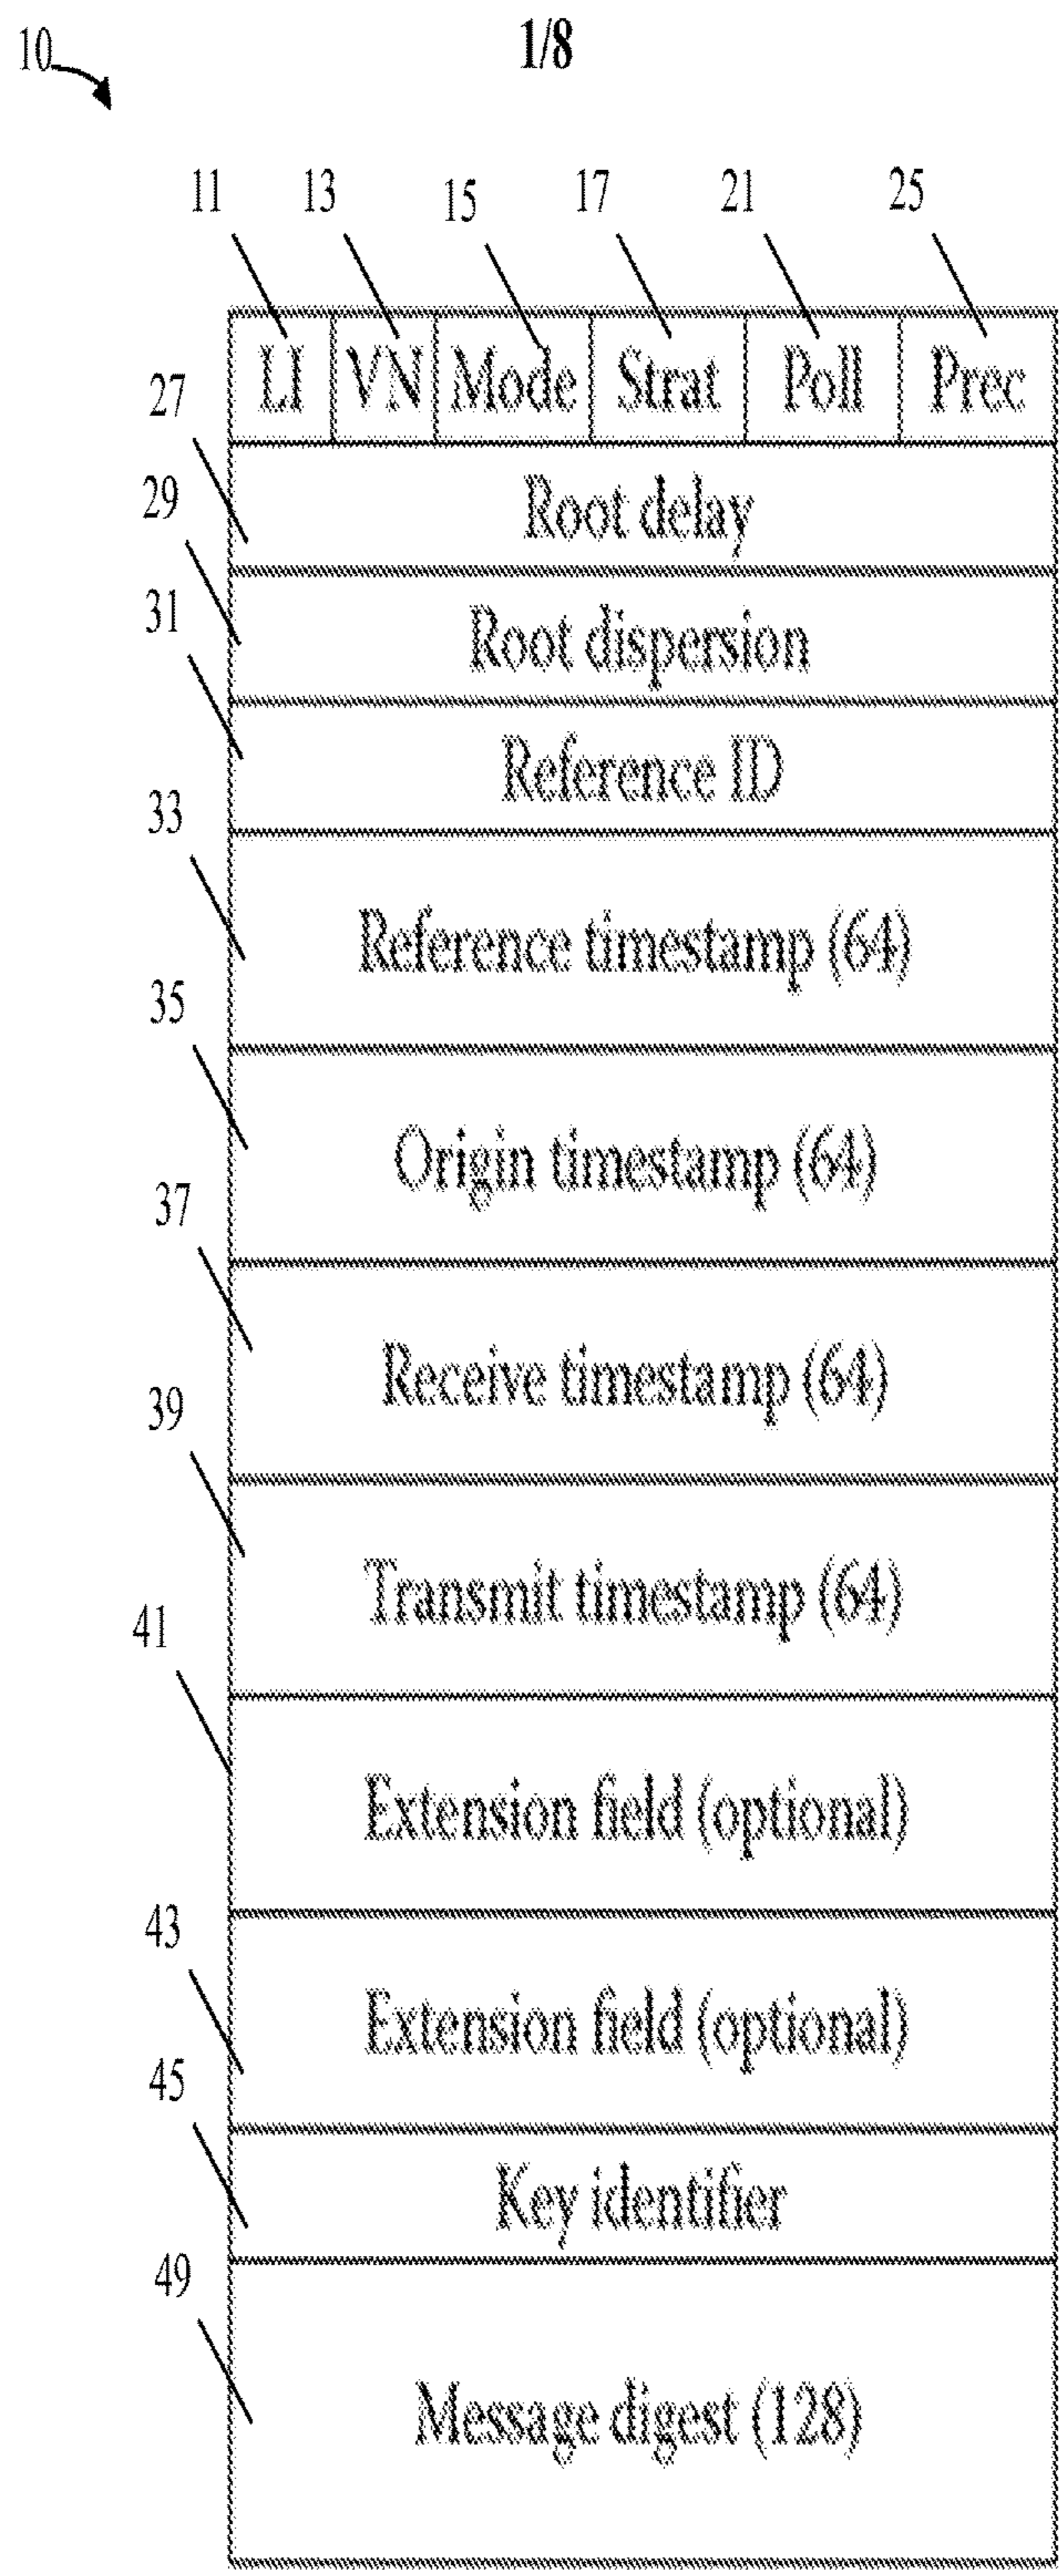 10
1/8
11 13 15 17 21 25
LI VN Mode Strat Poll Prec
27
Root delay
29
Root dispersion
31
Reference ID
33
Reference timestamp (64)
35
Origin timestamp (64)
37
Receive timestamp (64)
39
Transmit timestamp (64)
41
Extension field (optional)
43
Extension field (optional)
45
Key identifier
49
Message digest (128)